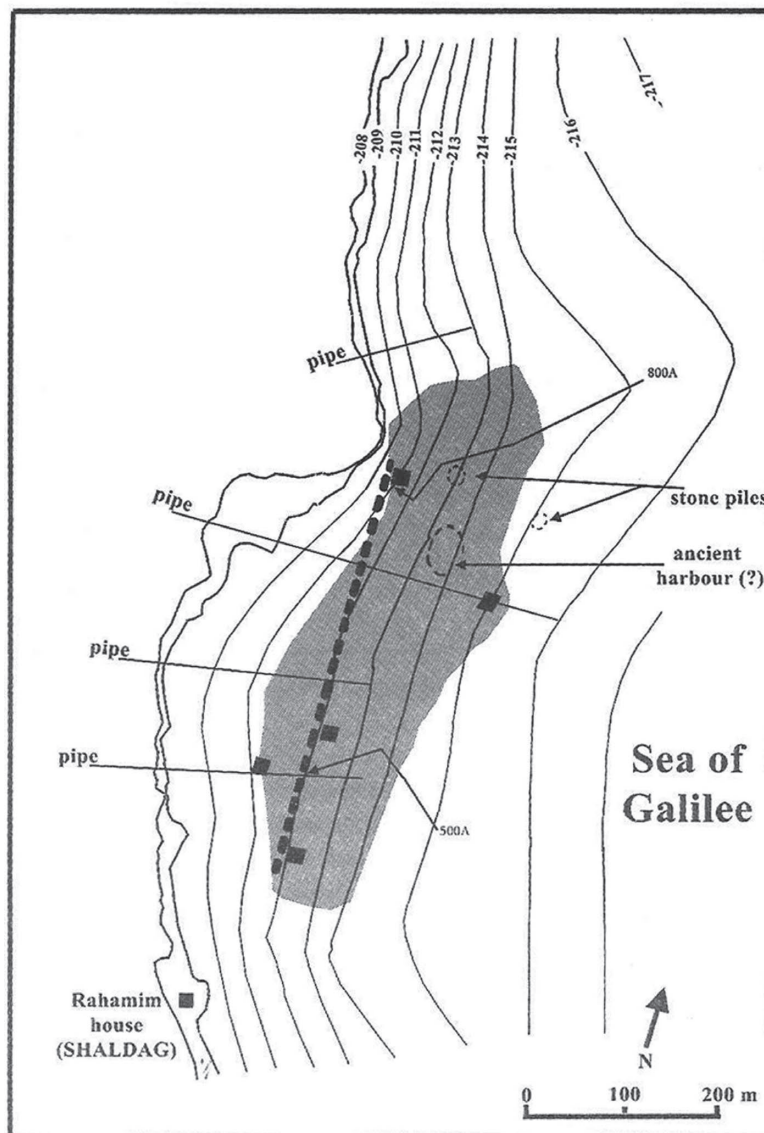 -208
-209
-210
-211
-212
-213
-214
-215
-216
-217
pipe
800A
pipe
stone piles
ancient
harbour (?)
pipe
pipe
Sea of
Galilee
500A
Rahamim
house
(SHALDAG)
N
0 100 200 m